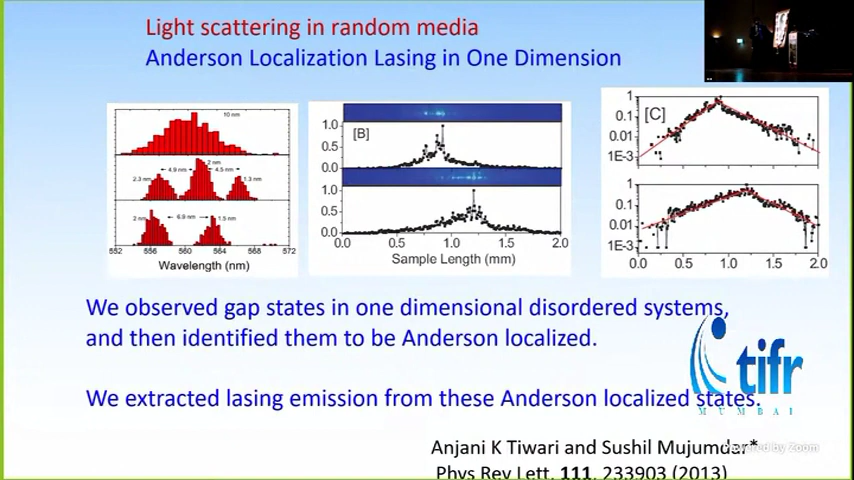 Light scattering in random media
Anderson Localization Lasing in One Dimension
10 nm
2 nm
4.9 nm
4.5 nm
2.3 nm
1.3 nm
2 nm
6.9 nm
1.5 nm
552 556 560 564 568 572
Wavelength (nm)
[B]
1.0
0.5
0.0
1.0
0.5
0.0
0.0 0.5 1.0 1.5 2.0
Sample Length (mm)
[C]
1
0.1
0.01
1E-3
1
0.1
0.01
1E-3
0.0 0.5 1.0 1.5 2.0
We observed gap states in one dimensional disordered systems,
and then identified them to be Anderson localized.
We extracted lasing emission from these Anderson localized states.
tifr
MUMBAI
Anjani K Tiwari and Sushil Mujumdar*
Powered by Zoom
Phys Rev Lett. 111, 233903 (2013)